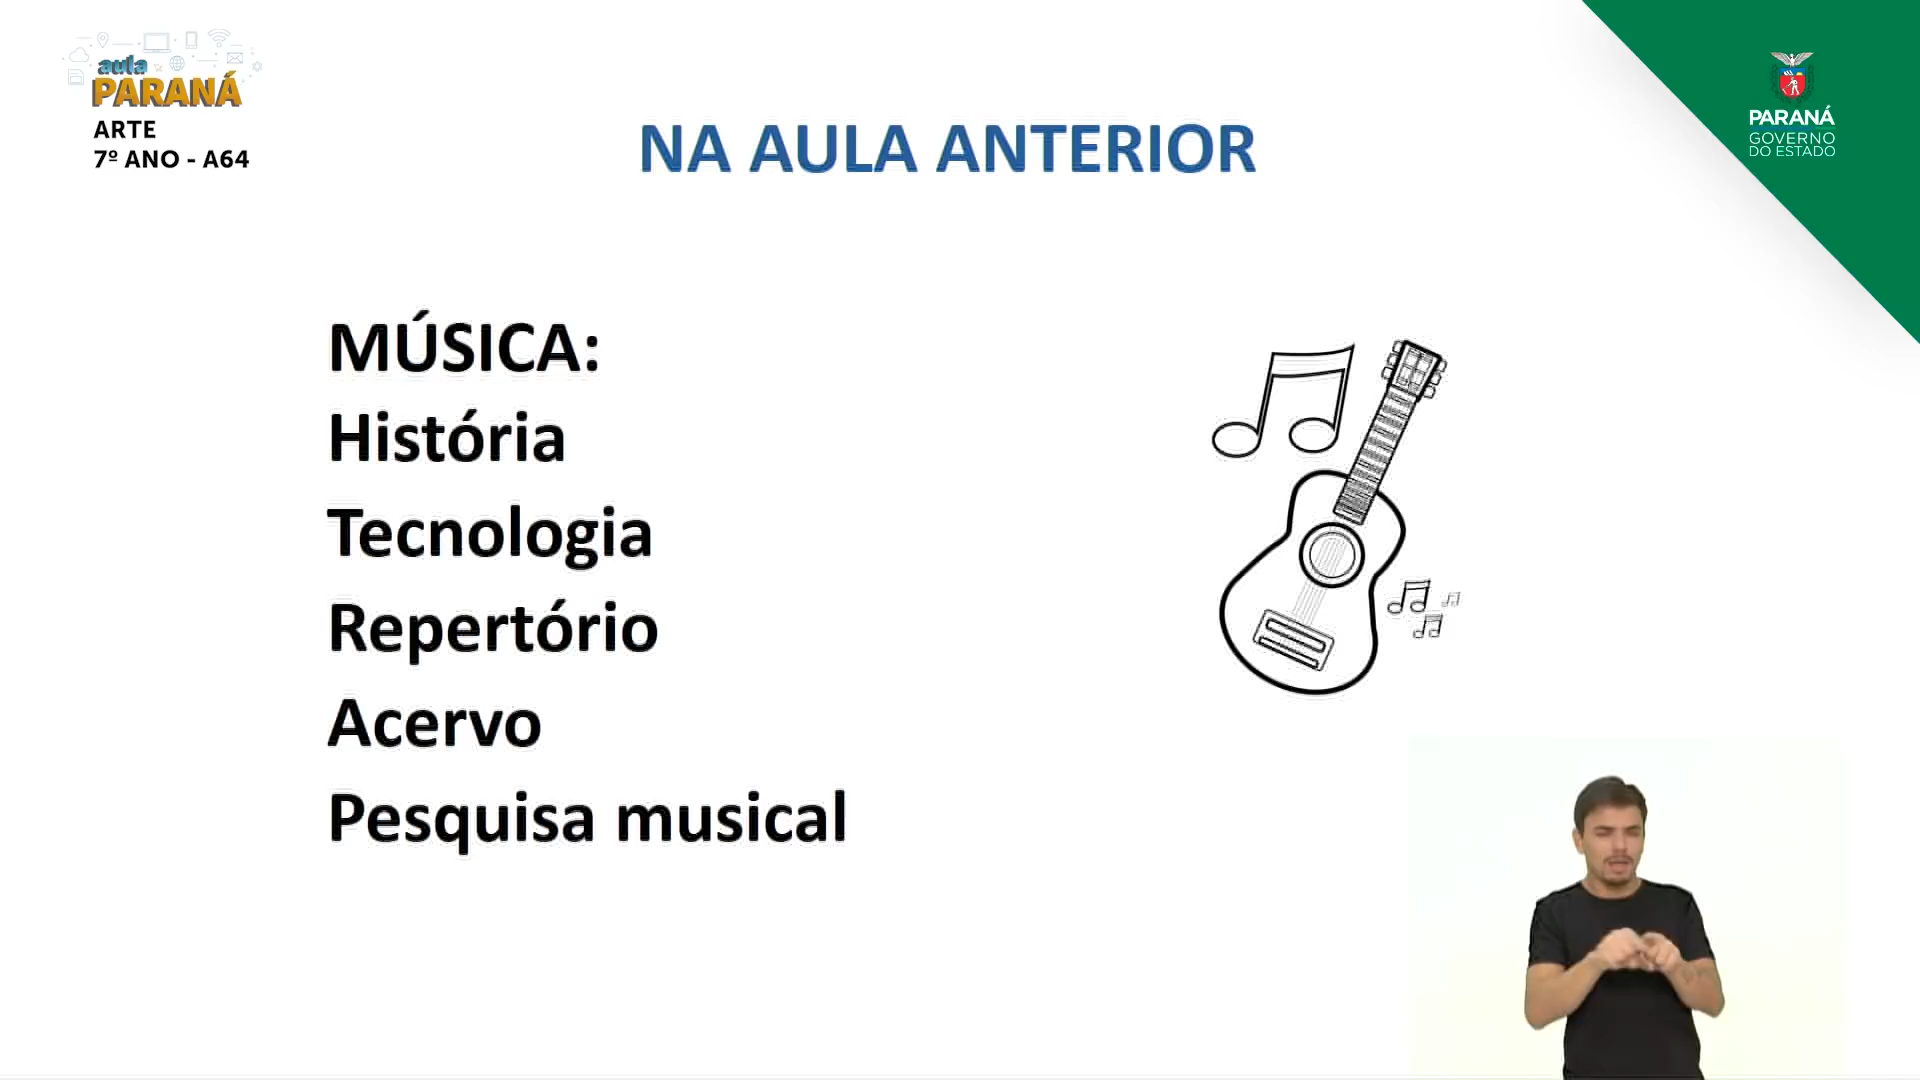 aula
PARANÁ
ARTE
7º ANO - A64
NA AULA ANTERIOR
PARANÁ
GOVERNO
DO ESTADO
MÚSICA:
História
Tecnologia
Repertório
Acervo
Pesquisa musical